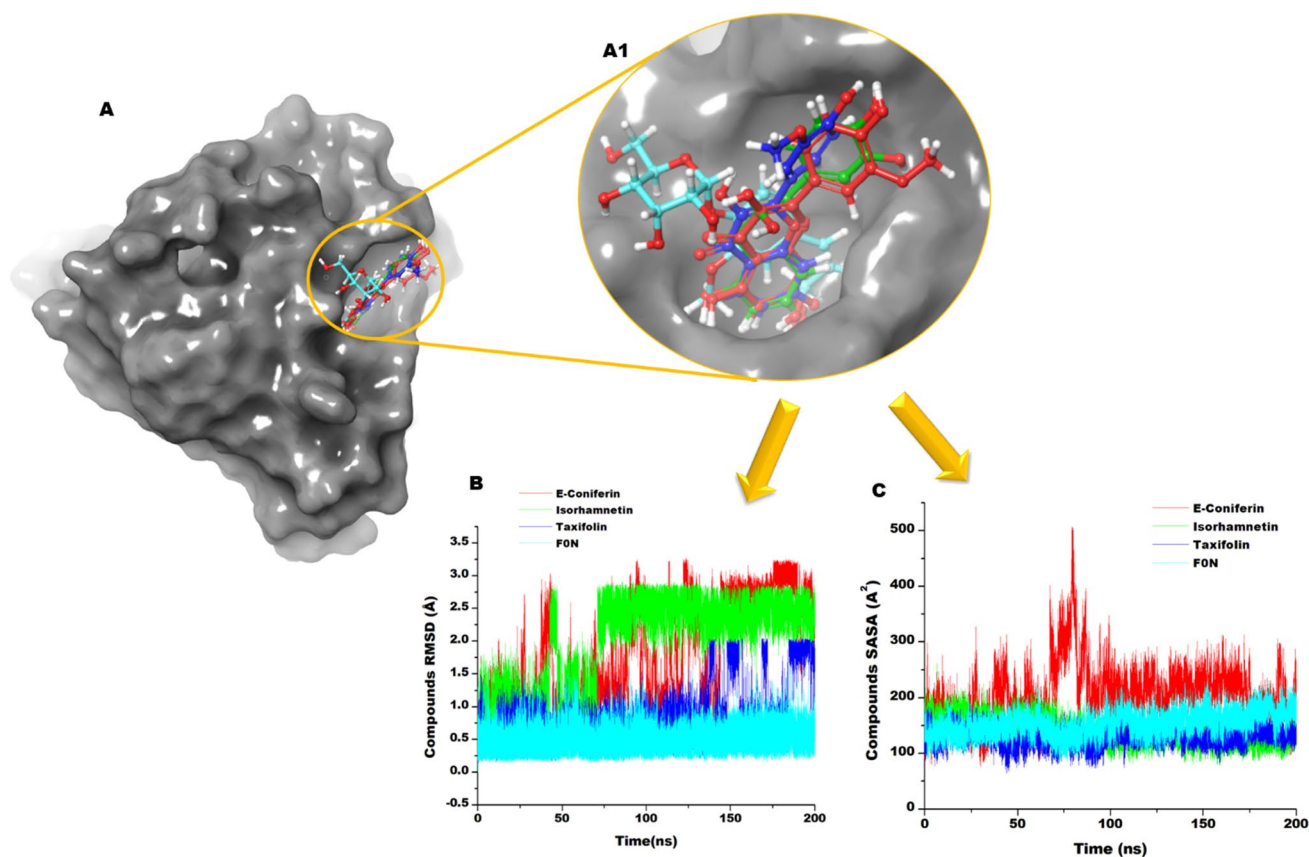 A
A1
B
E-Coniferin
Isorhamnetin
Taxifolin
F0N
3.5
3.0
2.5
2.0
1.5
1.0
0.5
0.0
-0.5
Compounds RMSD (Å)
0
50
100
150
200
Time(ns)
C
E-Coniferin
Isorhamnetin
Taxifolin
F0N
500
400
300
200
100
0
Compounds SASA (A²)
0
50
100
150
200
Time (ns)